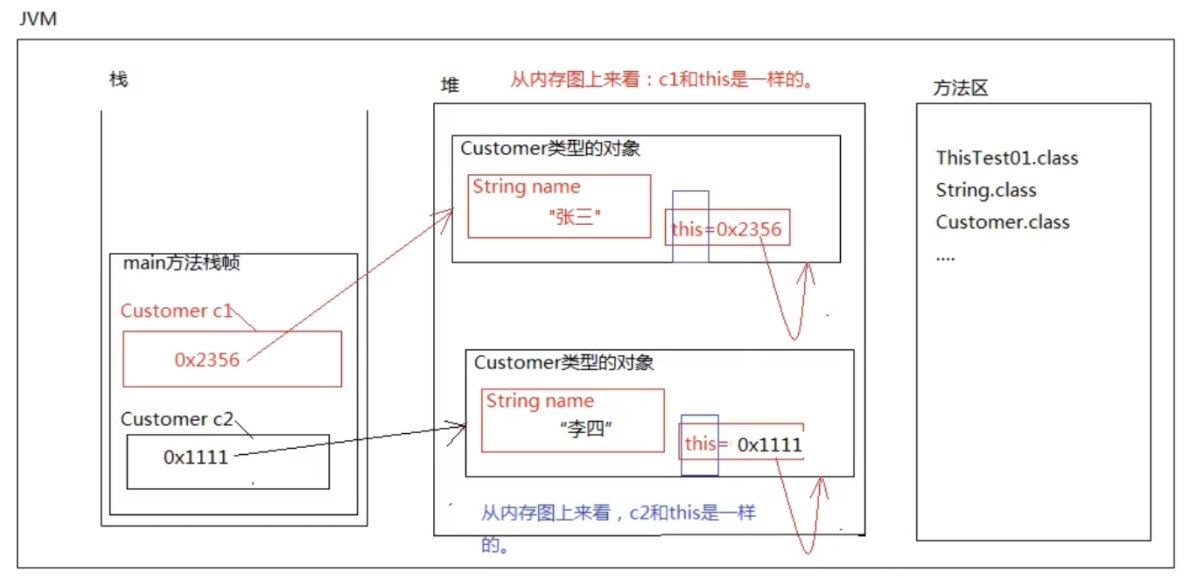 JVM
栈
堆
从内存图上来看：c1和this是一样的。
方法区
Customer类型的对象
String name
"张三"
this=0x2356
main方法栈帧
Customer c1
0x2356
Customer c2
0x1111
Customer类型的对象
String name
“李四”
this= 0x1111
从内存图上来看，c2和this是一样
的。
ThisTest01.class
String.class
Customer.class
....